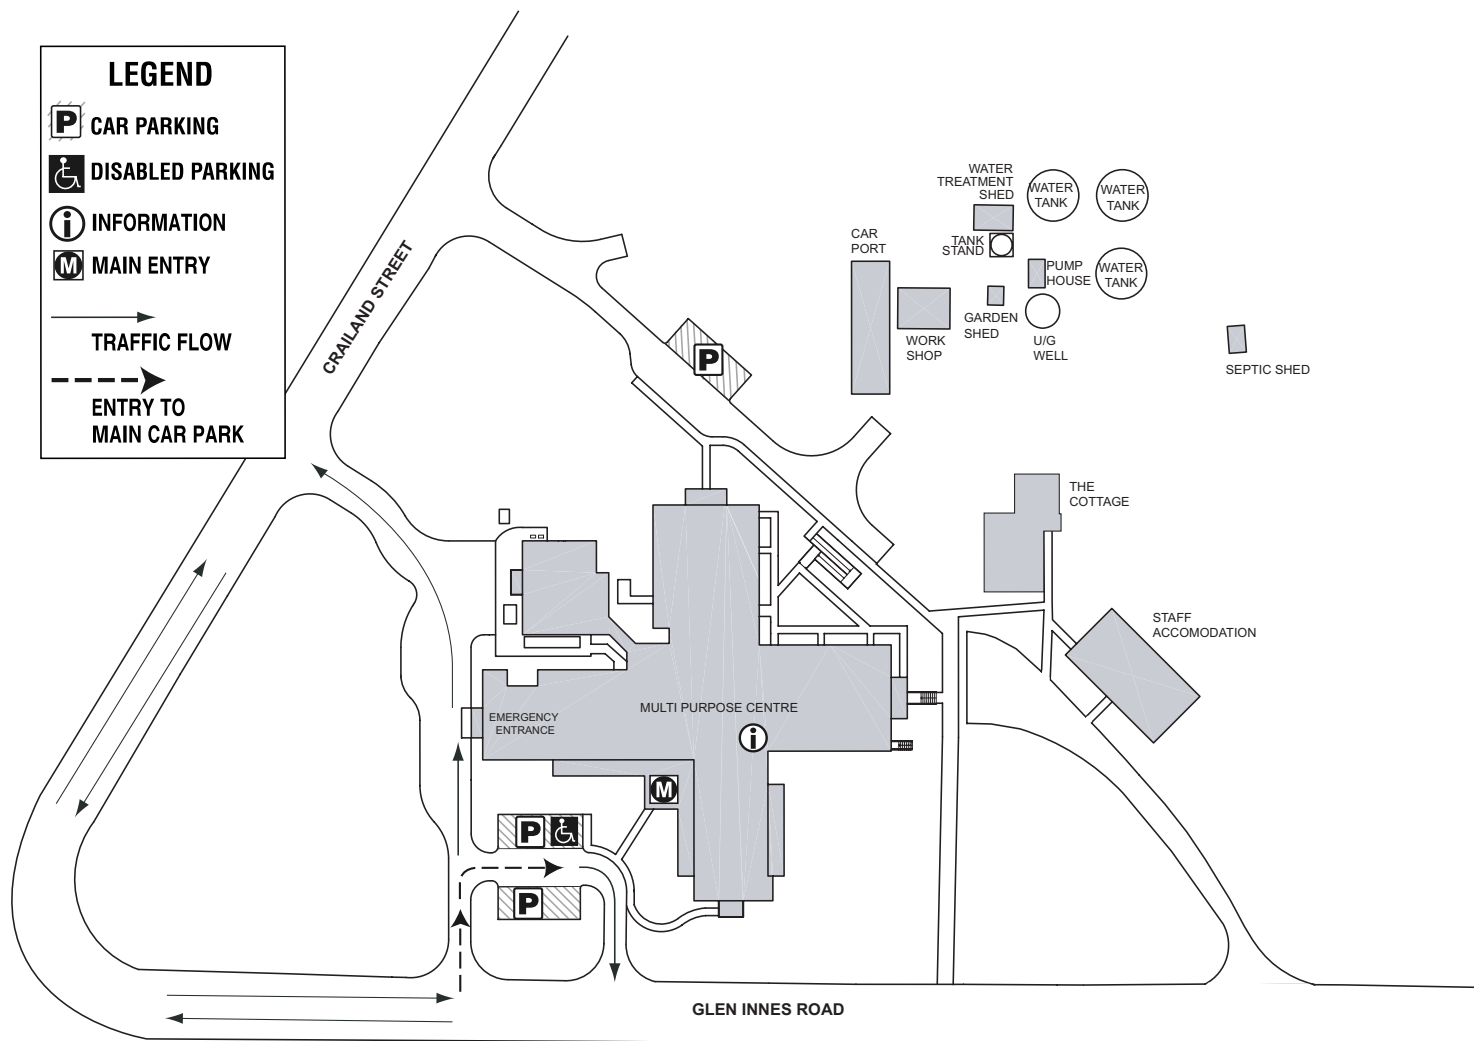 LEGEND
P CAR PARKING
DISABLED PARKING
i INFORMATION
M MAIN ENTRY
TRAFFIC FLOW
ENTRY TO
MAIN CAR PARK
CRAILAND STREET
P
WATER
TREATMENT
SHED
WATER
TANK
WATER
TANK
TANK
STAND
PUMP
HOUSE
WATER
TANK
CAR
PORT
WORK
SHOP
GARDEN
SHED
U/G
WELL
SEPTIC SHED
THE
COTTAGE
STAFF
ACCOMODATION
MULTI PURPOSE CENTRE
i
EMERGENCY
ENTRANCE
M
P
P
GLEN INNES ROAD